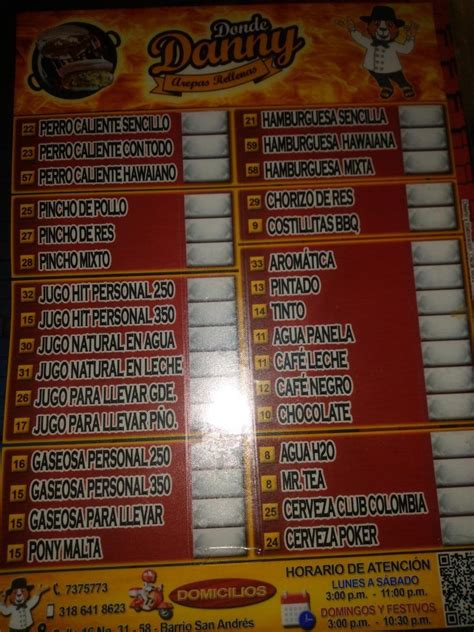 Donde
Danny
Arepas Rellenas
22 PERRO CALIENTE SENCILLO
23 PERRO CALIENTE CON TODO
57 PERRO CALIENTE HAWAIANO
21 HAMBURGUESA SENCILLA
59 HAMBURGUESA HAWAIANA
58 HAMBURGUESA MIXTA
25 PINCHO DE POLLO
27 PINCHO DE RES
28 PINCHO MIXTO
29 CHORIZO DE RES
9 COSTILLITAS BBQ
32 JUGO HIT PERSONAL 250
15 JUGO HIT PERSONAL 350
30 JUGO NATURAL EN AGUA
31 JUGO NATURAL EN LECHE
26 JUGO PARA LLEVAR GDE.
17 JUGO PARA LLEVAR PÑO.
33 AROMÁTICA
13 PINTADO
14 TINTO
11 AGUA PANELA
11 CAFÉ LECHE
12 CAFÉ NEGRO
10 CHOCOLATE
16 GASEOSA PERSONAL 250
15 GASEOSA PERSONAL 350
15 GASEOSA PARA LLEVAR
15 PONY MALTA
8 AGUA H2O
8 MR. TEA
25 CERVEZA CLUB COLOMBIA
24 CERVEZA POKER
7375773
318 641 8623
DOMICILIOS
16 No. 31 - 58 - Barrio San Andrés
HORARIO DE ATENCIÓN
LUNES A SÁBADO
3:00 p.m. - 11:00 p.m.
DOMINGOS Y FESTIVOS
3:00 p.m. - 10:30 p.m.